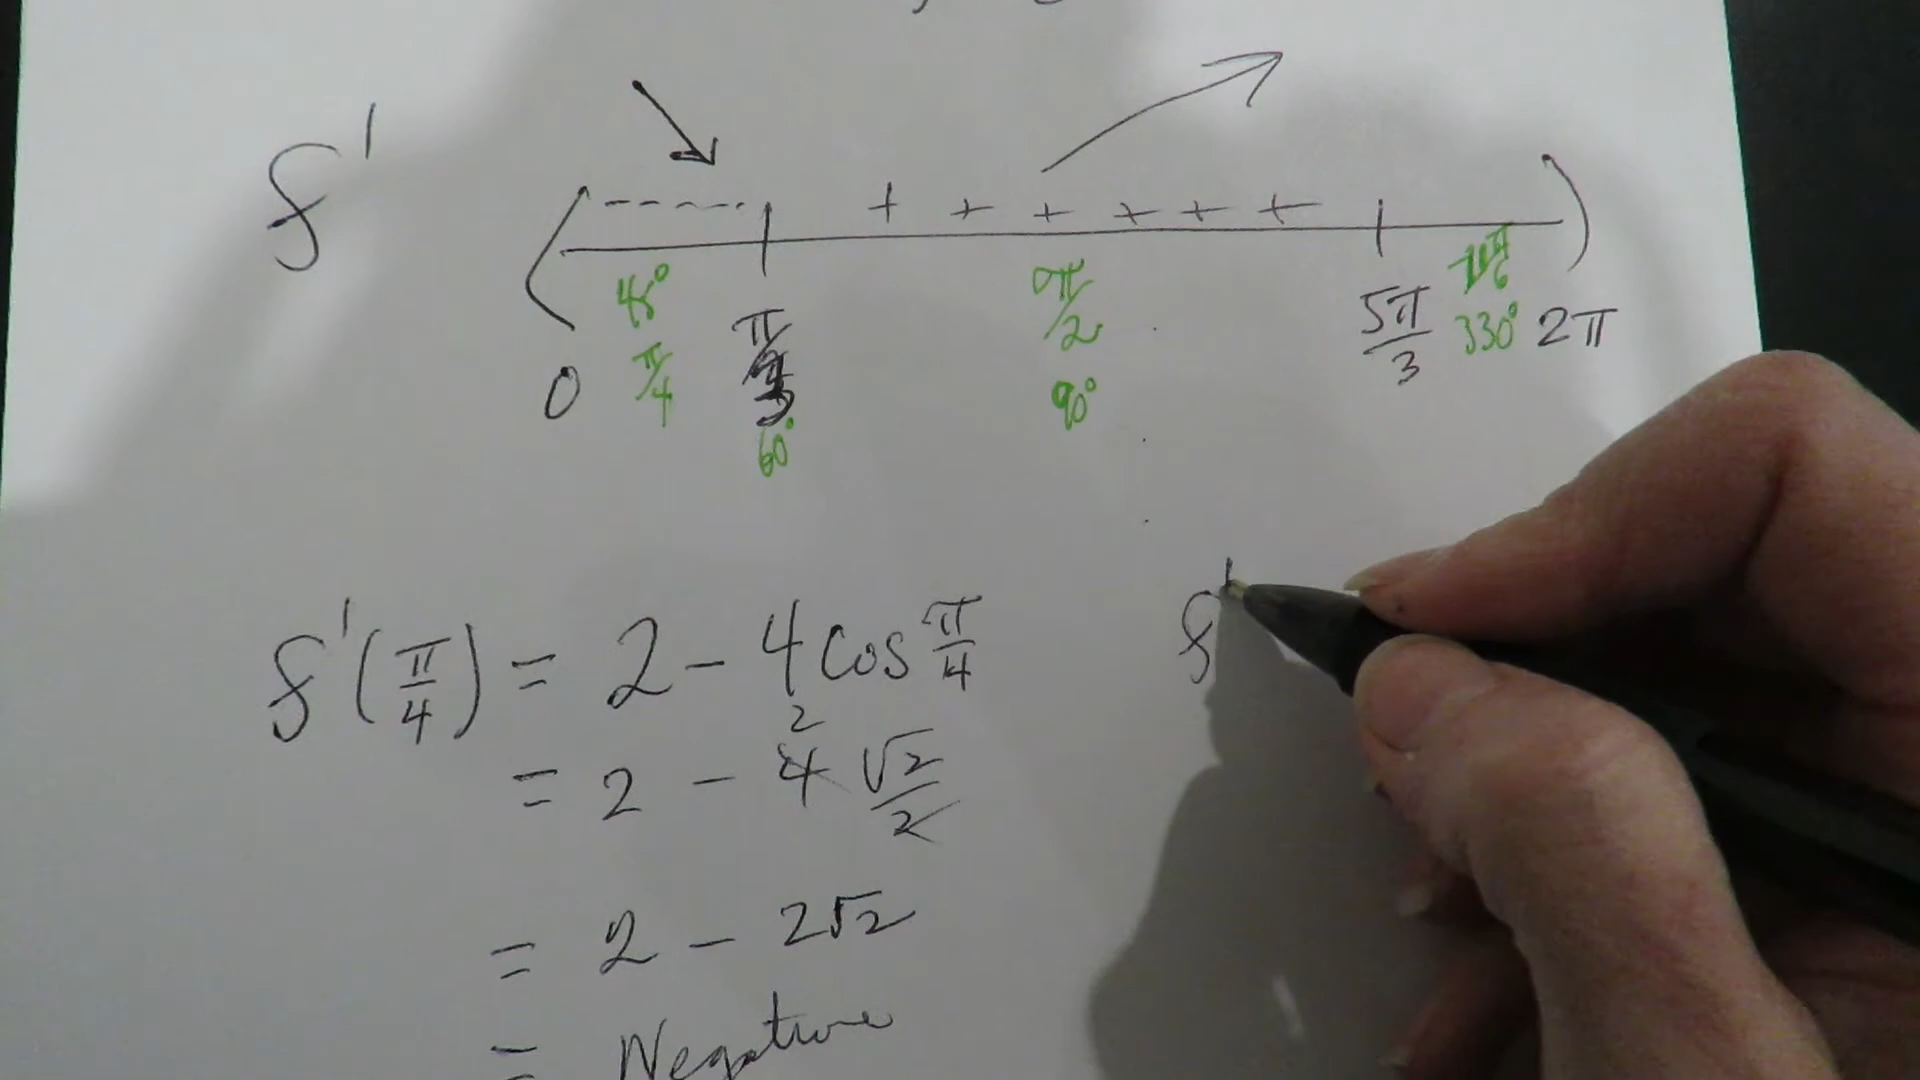 f'
- - - - - - + + + + + +
45° π/2 11π/6
0 π/4 π/3 90° 5π/3 330° 2π
60°
f'(π/4) = 2 - 4 cos π/4 f'
= 2 - 4 √2/2
2
= 2 - 2√2
= Negative